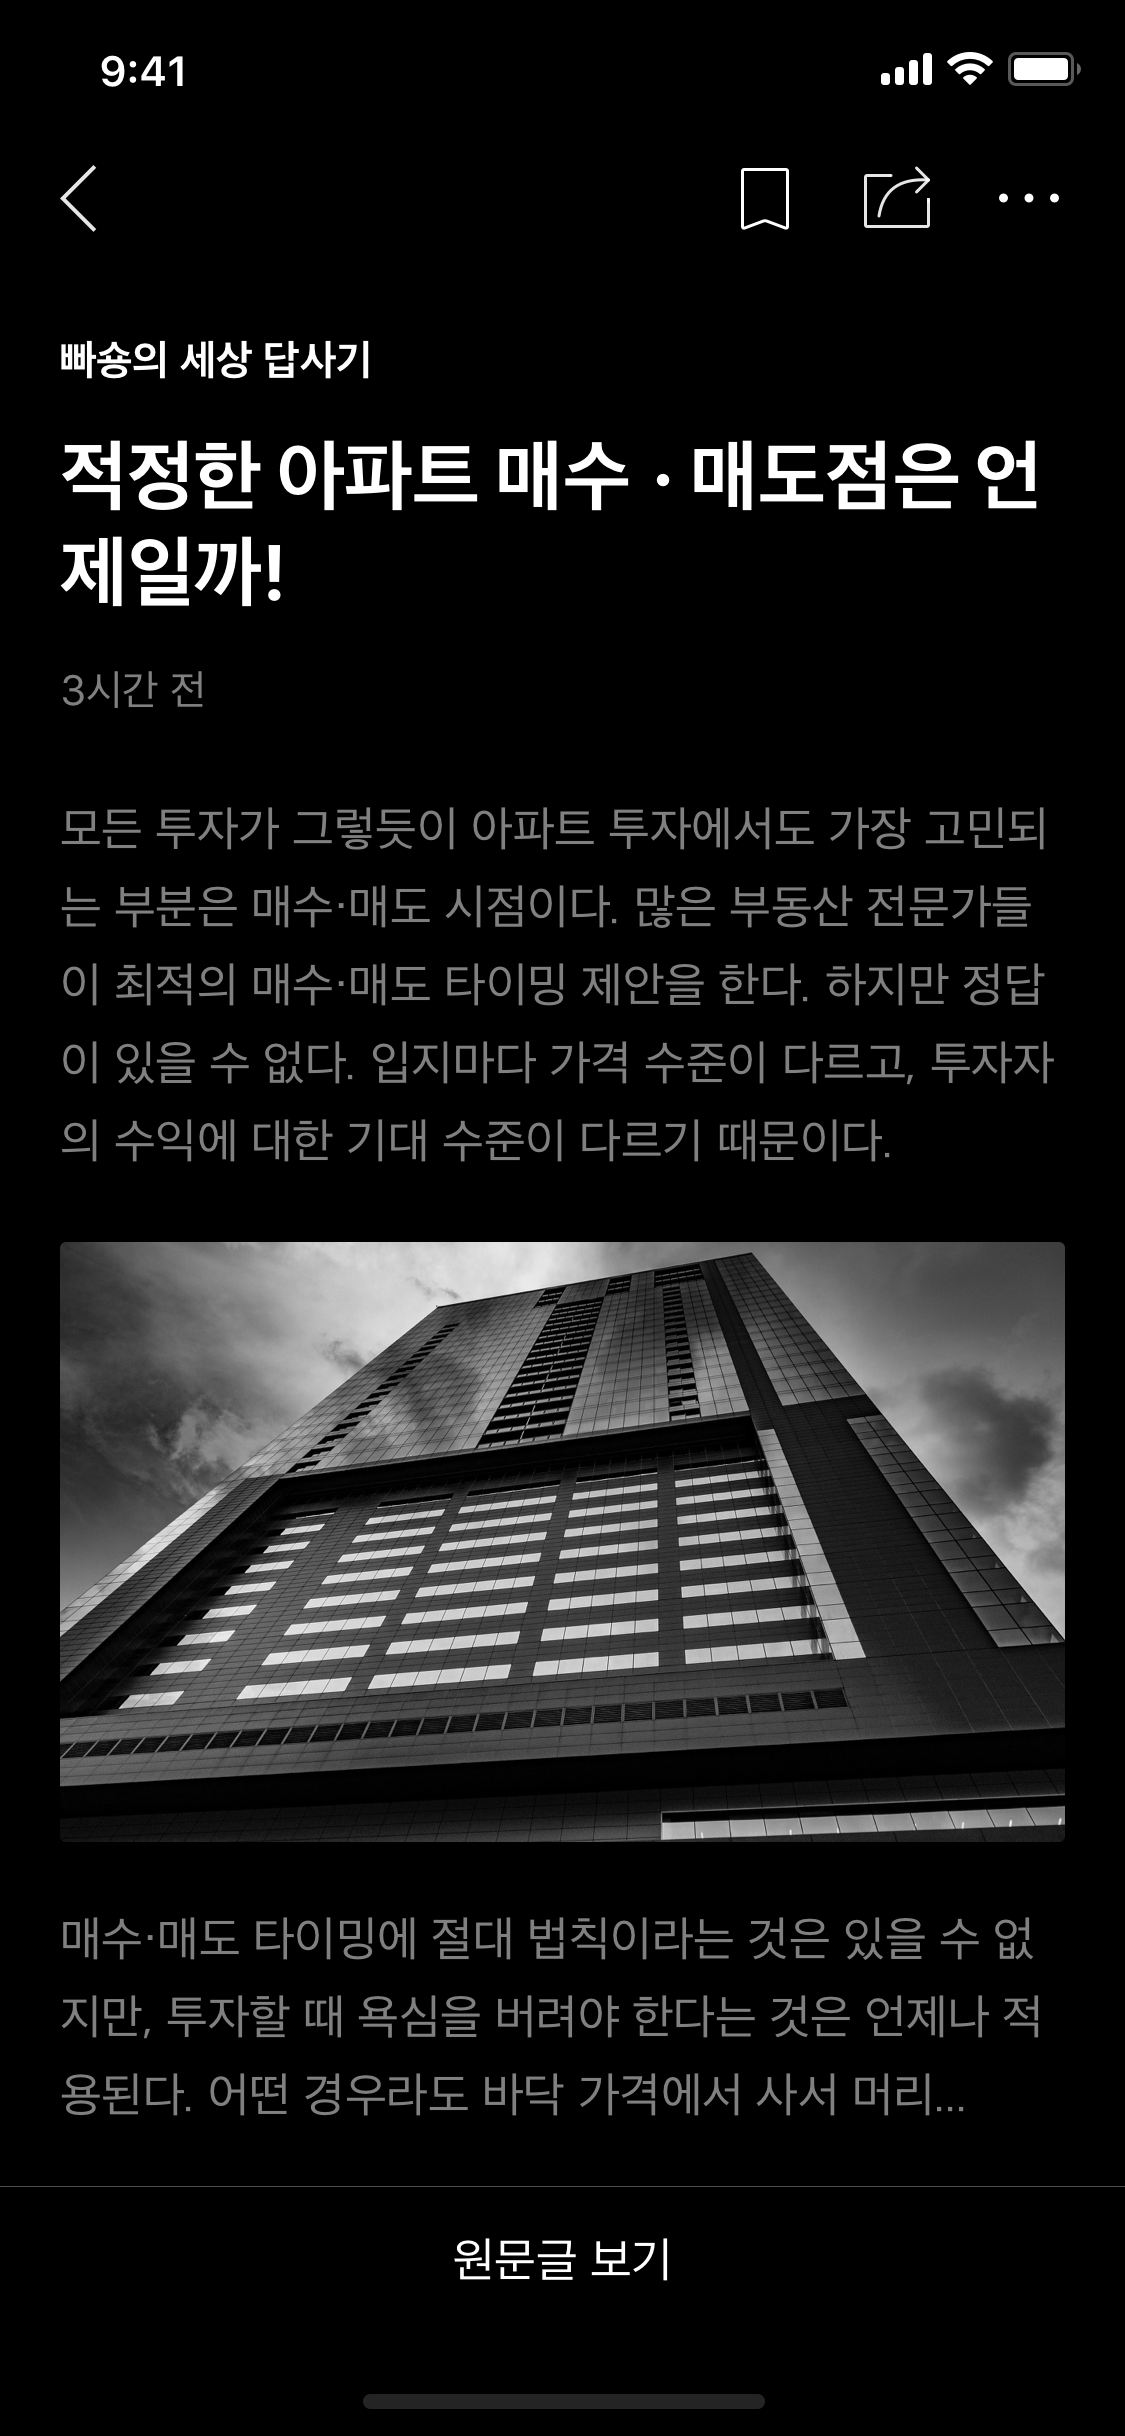 9:41
빠숑의 세상 답사기
적정한 아파트 매수 · 매도점은 언
제일까!
3시간 전
모든 투자가 그렇듯이 아파트 투자에서도 가장 고민되
는 부분은 매수·매도 시점이다. 많은 부동산 전문가들
이 최적의 매수·매도 타이밍 제안을 한다. 하지만 정답
이 있을 수 없다. 입지마다 가격 수준이 다르고, 투자자
의 수익에 대한 기대 수준이 다르기 때문이다.
매수·매도 타이밍에 절대 법칙이라는 것은 있을 수 없
지만, 투자할 때 욕심을 버려야 한다는 것은 언제나 적
용된다. 어떤 경우라도 바닥 가격에서 사서 머리...
원문글 보기